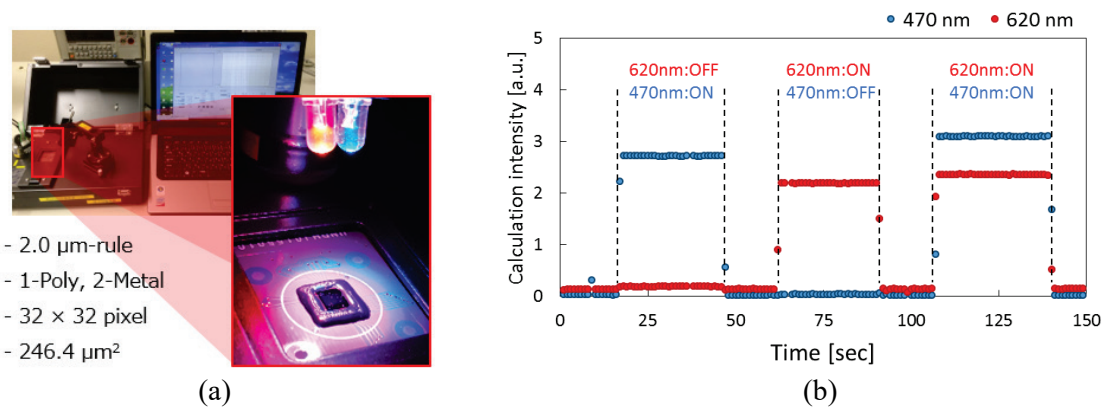 - 2.0 µm-rule
- 1-Poly, 2-Metal
- 32 × 32 pixel
- 246.4 µm²
(a)
470 nm
620 nm
Calculation intensity [a.u.]
5
4
3
2
1
0
620nm:OFF
470nm:ON
620nm:ON
470nm:OFF
620nm:ON
470nm:ON
0
25
50
75
100
125
150
Time [sec]
(b)